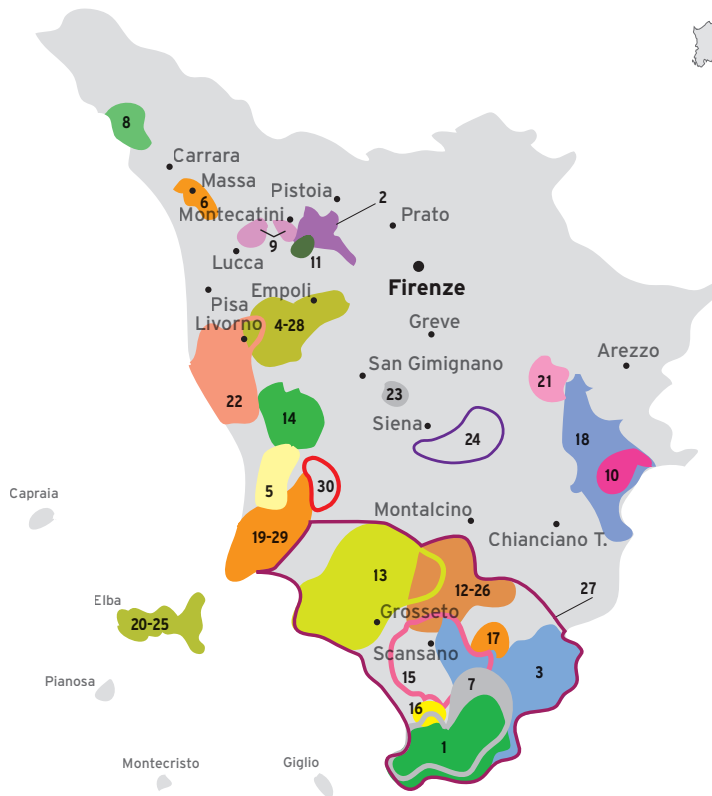 8
Carrara
Massa
6
Pistoia
2
Montecatini
Prato
9
11
Lucca
Firenze
Pisa
Empoli
Livorno
4-28
Greve
San Gimignano
Arezzo
22
23
21
14
Siena
24
18
10
5
30
Capraia
Montalcino
19-29
Chianciano T.
13
12-26
27
Elba
20-25
Grosseto
17
Scansano
15
7
3
Pianosa
16
1
Montecristo
Giglio